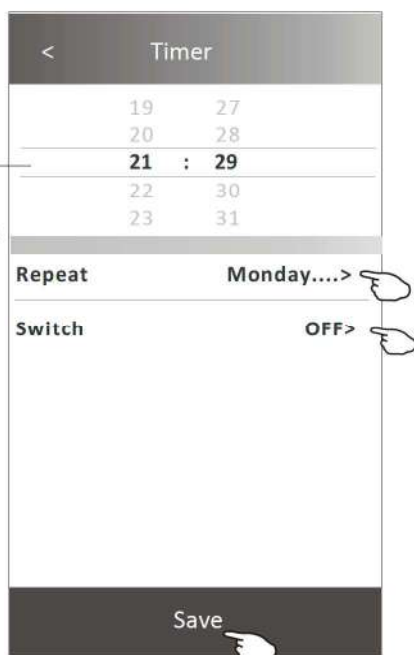 < Timer
19 27
20 28
21 : 29
22 30
23 31
Repeat Monday....>
Switch OFF>
Save